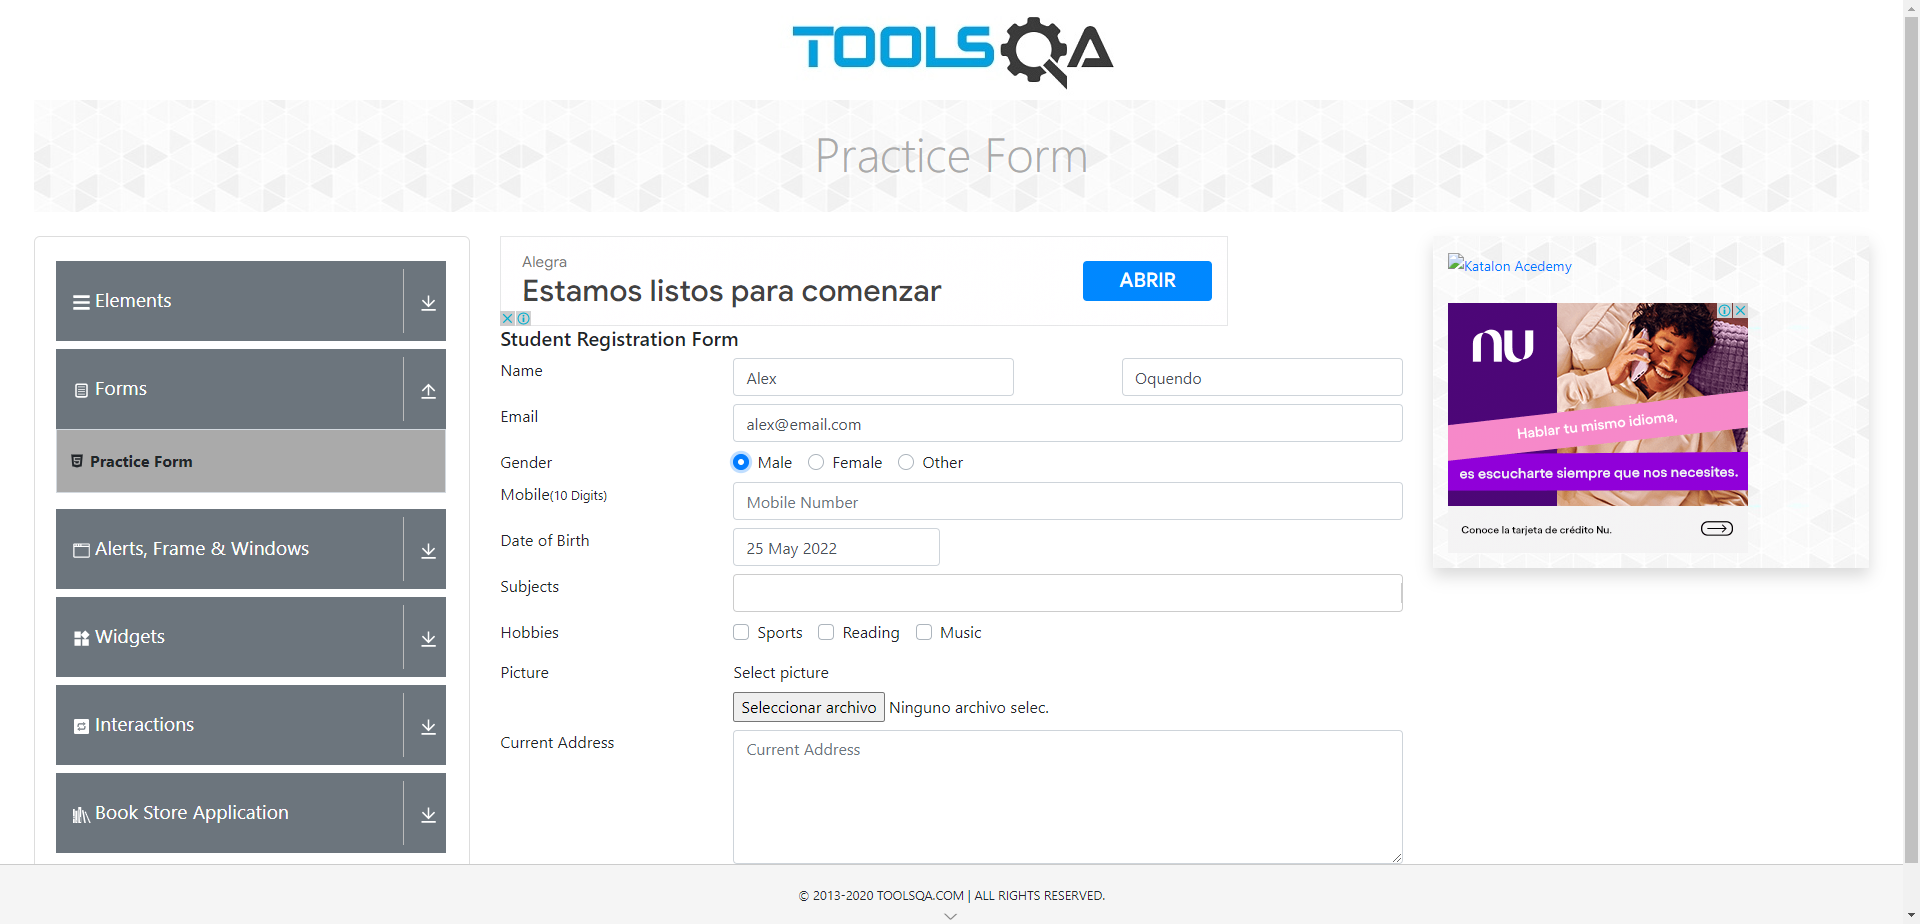 TOOLSQA
Practice Form
Elements
Forms
Practice Form
Alerts, Frame & Windows
Widgets
Interactions
Book Store Application
Alegra
Estamos listos para comenzar
ABRIR
Student Registration Form
Name Alex Oquendo
Email alex@email.com
Gender Male Female Other
Mobile(10 Digits) Mobile Number
Date of Birth 25 May 2022
Subjects
Hobbies Sports Reading Music
Picture Select picture
Seleccionar archivo Ninguno archivo selec.
Current Address Current Address
Katalon Acedemy
nu
Hablar tu mismo idioma,
es escucharte siempre que nos necesites.
Conoce la tarjeta de crédito Nu.
© 2013-2020 TOOLSQA.COM | ALL RIGHTS RESERVED.